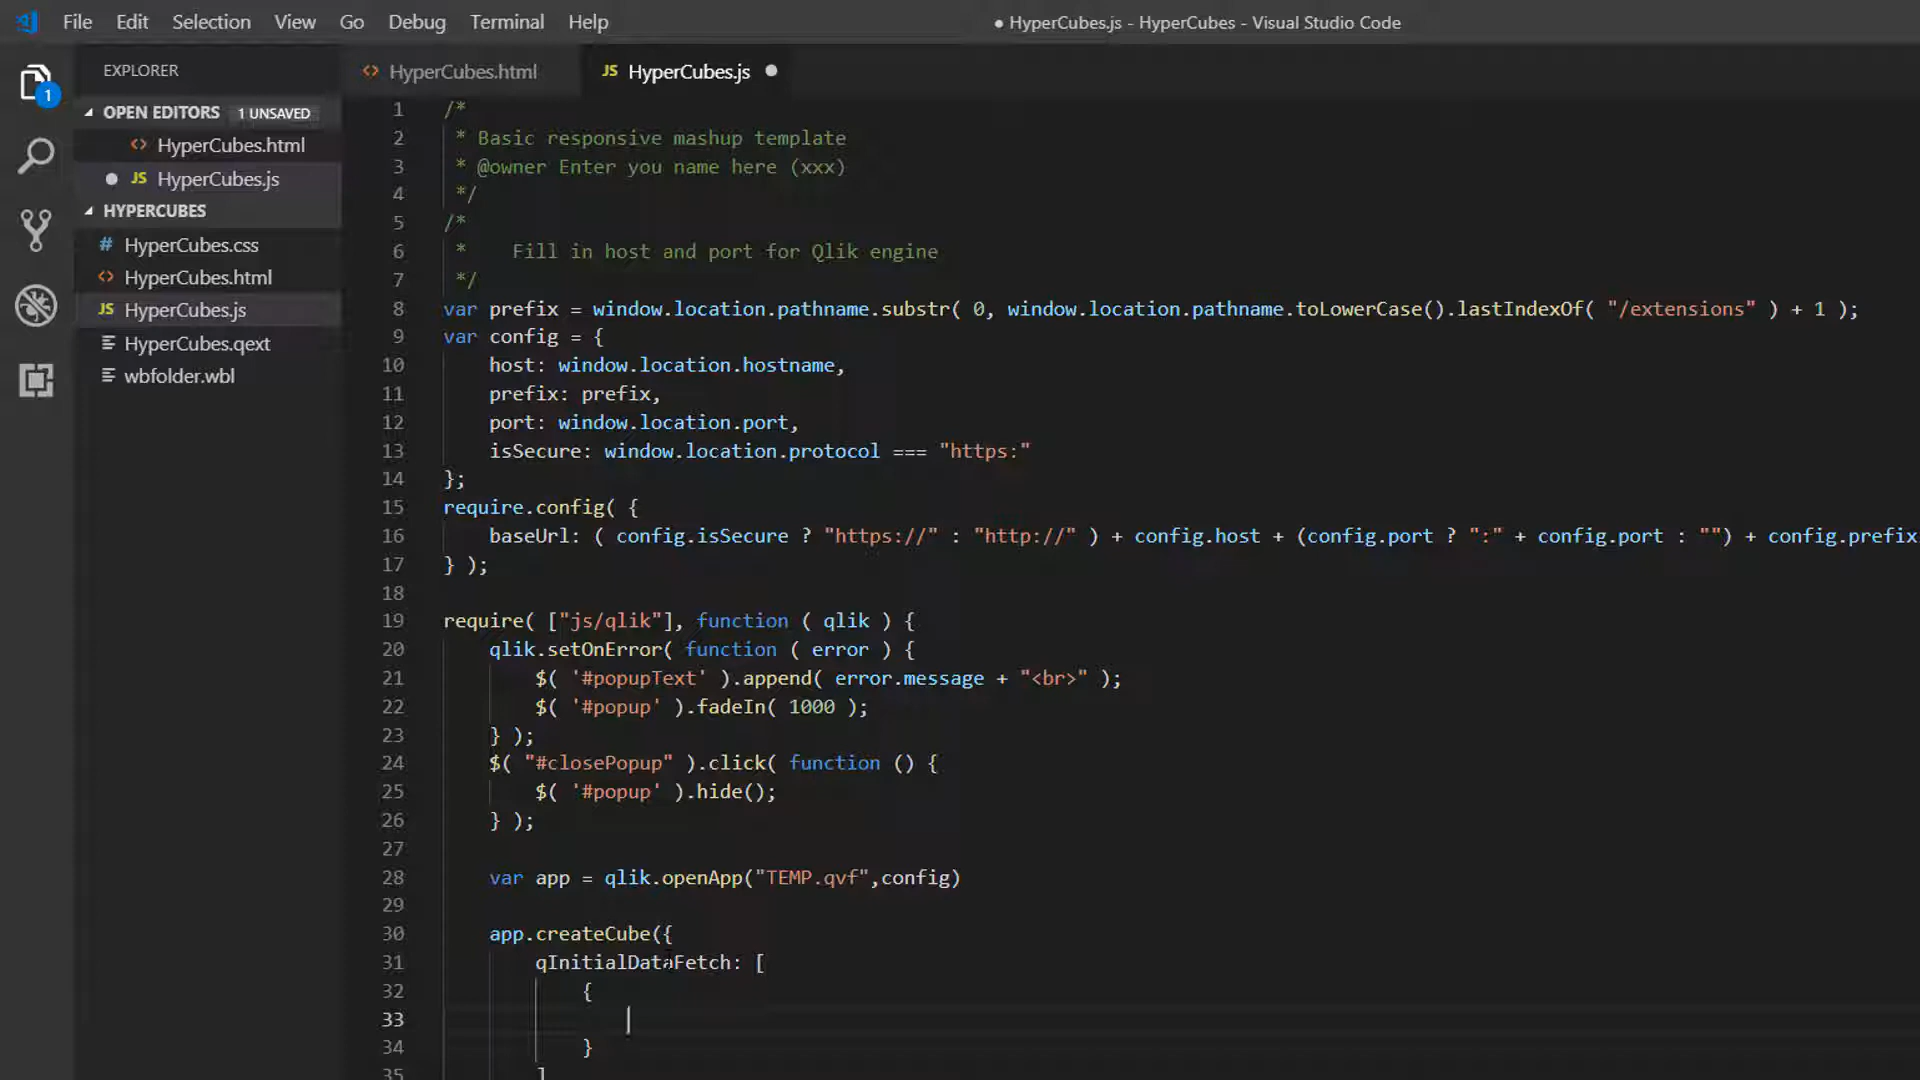 File Edit Selection View Go Debug Terminal Help
● HyperCubes.js - HyperCubes - Visual Studio Code
EXPLORER
1
OPEN EDITORS 1 UNSAVED
<> HyperCubes.html
● JS HyperCubes.js
HYPERCUBES
# HyperCubes.css
<> HyperCubes.html
JS HyperCubes.js
HyperCubes.qext
wbfolder.wbl
<> HyperCubes.html
JS HyperCubes.js ●
1 /*
2  * Basic responsive mashup template
3  * @owner Enter you name here (xxx)
4  */
5 /*
6  *    Fill in host and port for Qlik engine
7  */
8 var prefix = window.location.pathname.substr( 0, window.location.pathname.toLowerCase().lastIndexOf( "/extensions" ) + 1 );
9 var config = {
10     host: window.location.hostname,
11     prefix: prefix,
12     port: window.location.port,
13     isSecure: window.location.protocol === "https:"
14 };
15 require.config( {
16     baseUrl: ( config.isSecure ? "https://" : "http://" ) + config.host + (config.port ? ":" + config.port : "") + config.prefix
17 } );
18
19 require( ["js/qlik"], function ( qlik ) {
20     qlik.setOnError( function ( error ) {
21         $( '#popupText' ).append( error.message + "<br>" );
22         $( '#popup' ).fadeIn( 1000 );
23     } );
24     $( "#closePopup" ).click( function () {
25         $( '#popup' ).hide();
26     } );
27
28     var app = qlik.openApp("TEMP.qvf",config)
29
30     app.createCube({
31         qInitialDataFetch: [
32             {
33
34             }
35         ]